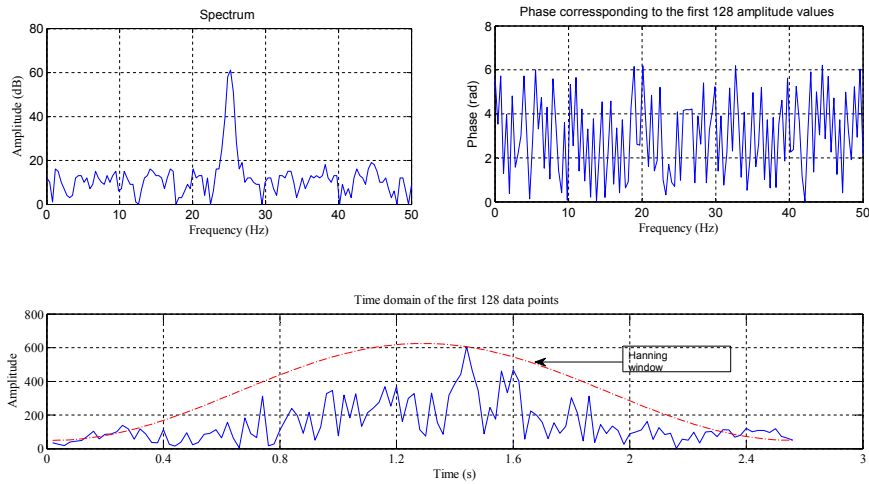 Spectrum
80
60
40
20
0
Amplitude (dB)
0 10 20 30 40 50
Frequency (Hz)
Phase corressponding to the first 128 amplitude values
8
6
4
2
0
Phase (rad)
0 10 20 30 40 50
Frequency (Hz)
Time domain of the first 128 data points
800
600
400
200
0
Amplitude
Hanning
window
0 0.4 0.8 1.2 1.6 2 2.4 3
Time (s)